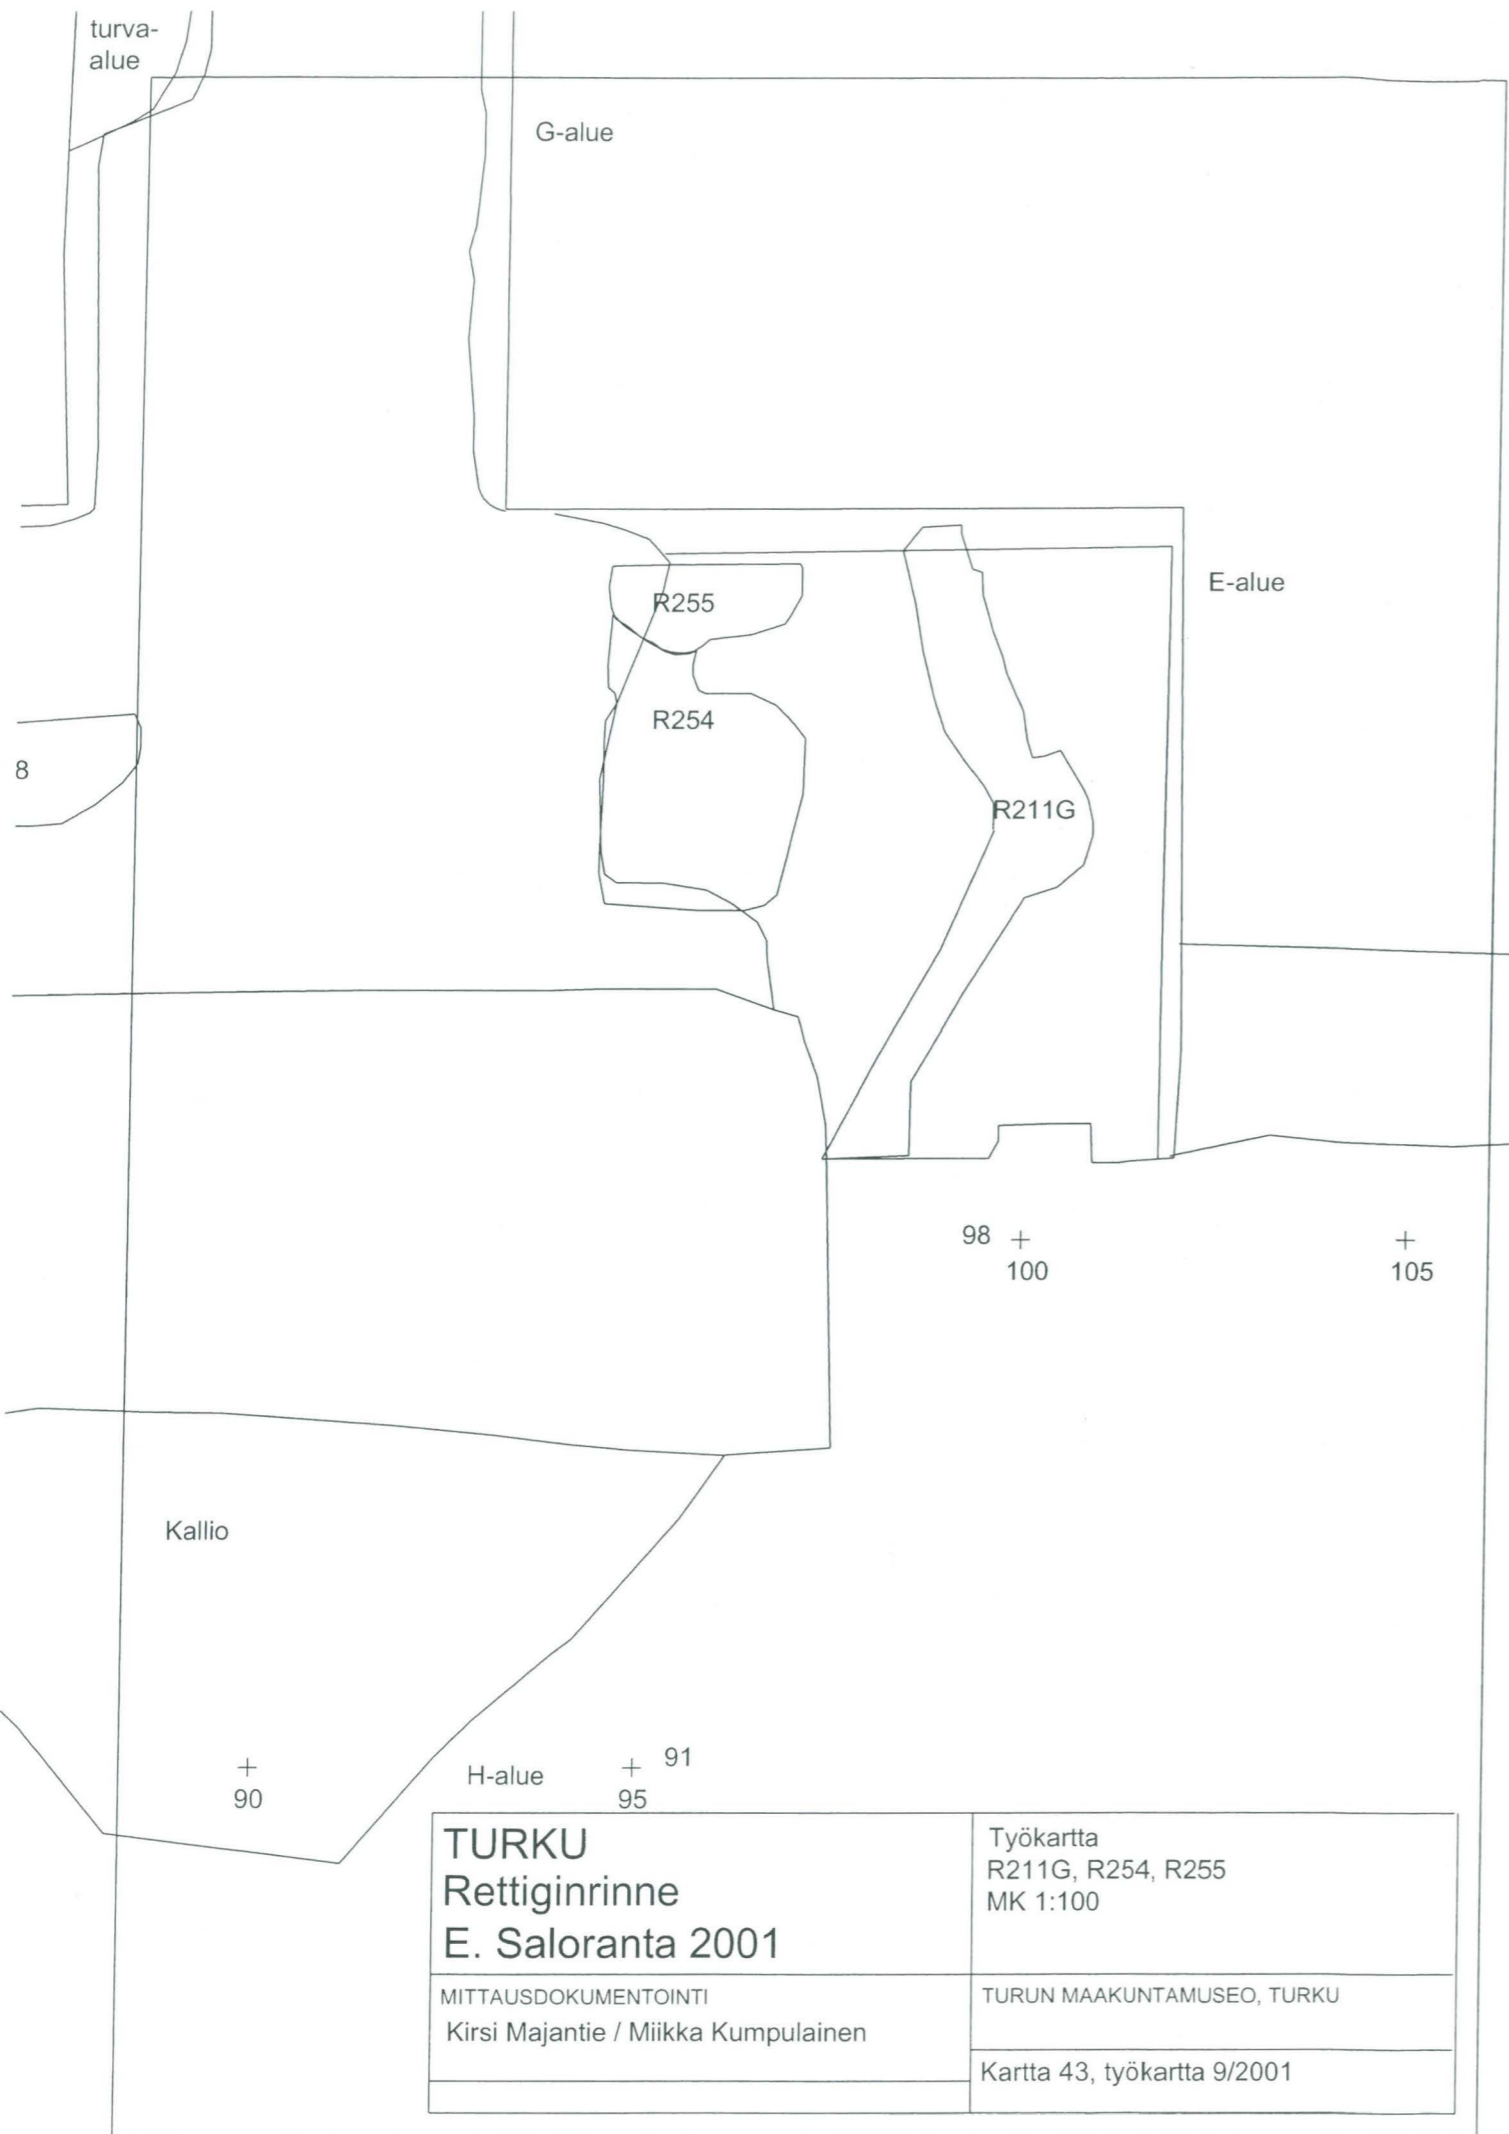 turva-
alue
G-alue
E-alue
R255
R254
8
R211G
98
100
105
Kallio
90
H-alue
91
95
TURKU
Rettiginrinne
E. Saloranta 2001
Työkartta
R211G, R254, R255
MK 1:100
MITTAUSDOKUMENTOINTI
Kirsi Majantie / Miikka Kumpulainen
TURUN MAAKUNTAMUSEO, TURKU
Kartta 43, työkartta 9/2001